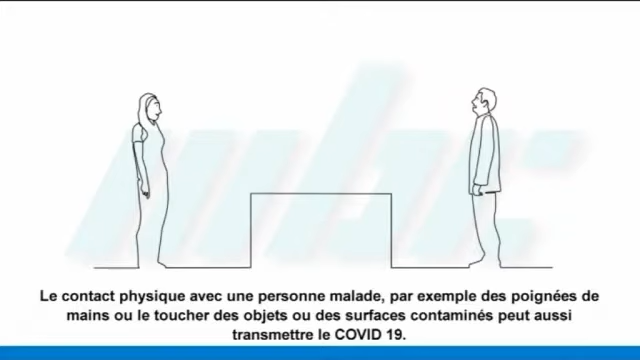 mbc
Le contact physique avec une personne malade, par exemple des poignées de
mains ou le toucher des objets ou des surfaces contaminés peut aussi
transmettre le COVID 19.